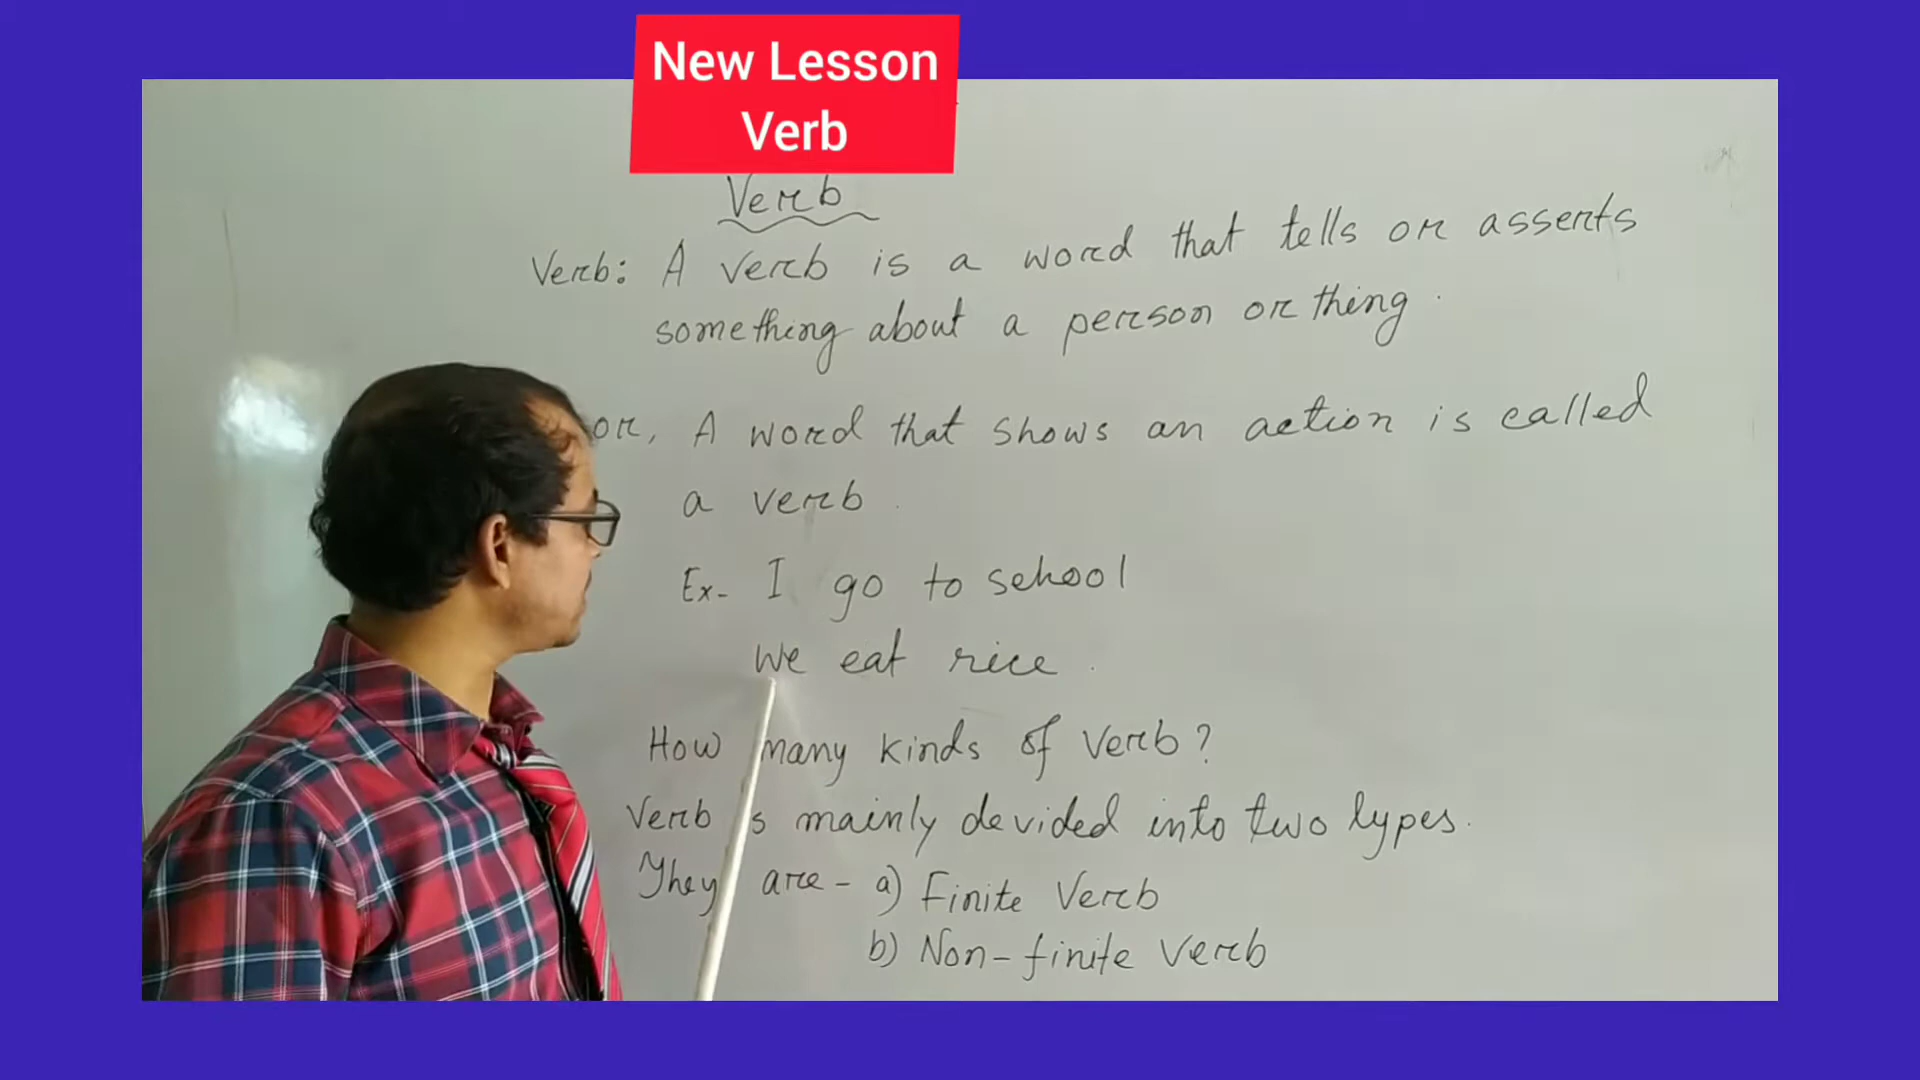 New Lesson
Verb
Verb
Verb: A verb is a word that tells or asserts
something about a person or thing.
or, A word that shows an action is called
a verb.
Ex- I go to school
We eat rice.
How many kinds of verb?
Verb is mainly devided into two types.
They are- a) Finite Verb
b) Non-finite verb